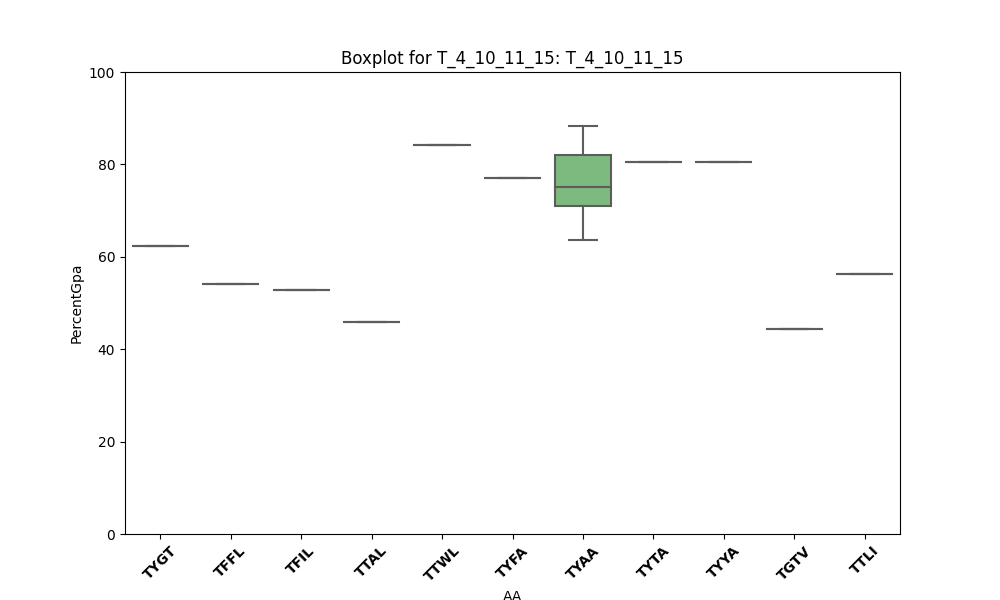 Boxplot for T_4_10_11_15: T_4_10_11_15
100
80
60
40
20
0
PercentGpa
TYGT
TFFL
TFIL
TTAL
TTWL
TYFA
TYAA
TYTA
TYYA
TGTV
TTLI
AA